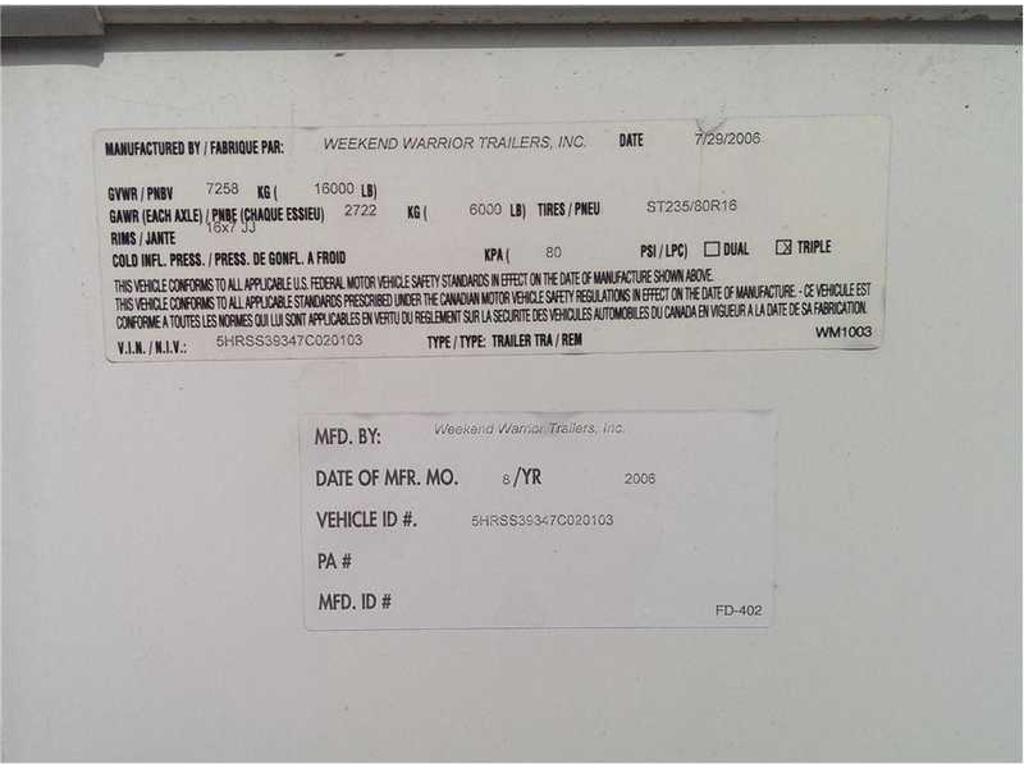 MANUFACTURED BY / FABRIQUE PAR: WEEKEND WARRIOR TRAILERS, INC. DATE 7/29/2006
GVWR / PNBV 7258 KG ( 16000 LB)
GAWR (EACH AXLE) / PNBE (CHAQUE ESSIEU) 2722 KG ( 6000 LB) TIRES / PNEU ST235/80R16
RIMS / JANTE 16x7 JJ
COLD INFL. PRESS. / PRESS. DE GONFL. A FROID KPA ( 80 PSI / LPC) ☐ DUAL ☒ TRIPLE
THIS VEHICLE CONFORMS TO ALL APPLICABLE U.S. FEDERAL MOTOR VEHICLE SAFETY STANDARDS IN EFFECT ON THE DATE OF MANUFACTURE SHOWN ABOVE.
THIS VEHICLE CONFORMS TO ALL APPLICABLE STANDARDS PRESCRIBED UNDER THE CANADIAN MOTOR VEHICLE SAFETY REGULATIONS IN EFFECT ON THE DATE OF MANUFACTURE. - CE VEHICULE EST
CONFORME A TOUTES LES NORMES QUI LUI SONT APPLICABLES EN VERTU DU REGLEMENT SUR LA SECURITE DES VEHICULES AUTOMOBILES DU CANADA EN VIGUEUR A LA DATE DE SA FABRICATION.
V.I.N. / N.I.V.: 5HRSS39347C020103 TYPE / TYPE: TRAILER TRA / REM WM1003
MFD. BY: Weekend Warrior Trailers, Inc.
DATE OF MFR. MO. 8 /YR 2006
VEHICLE ID #. 5HRSS39347C020103
PA #
MFD. ID #
FD-402